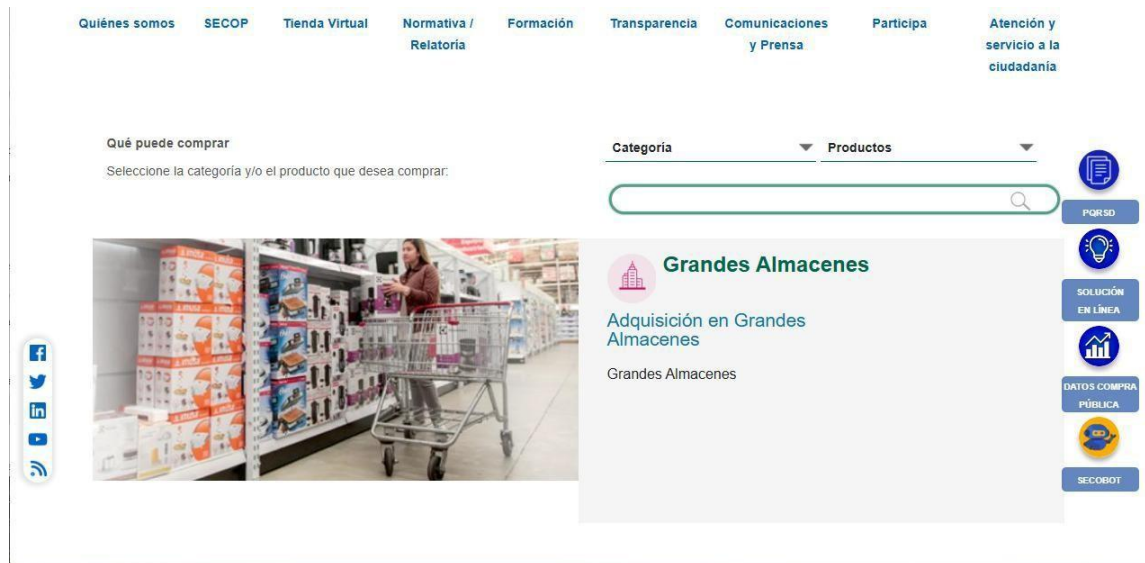 Quiénes somos
SECOP
Tienda Virtual
Normativa /
Relatoría
Formación
Transparencia
Comunicaciones
y Prensa
Participa
Atención y
servicio a la
ciudadanía
Qué puede comprar
Seleccione la categoría y/o el producto que desea comprar:
Categoría
Productos
PQRSD
SOLUCIÓN
EN LÍNEA
Grandes Almacenes
Adquisición en Grandes
Almacenes
Grandes Almacenes
DATOS COMPRA
PÚBLICA
SECOBOT